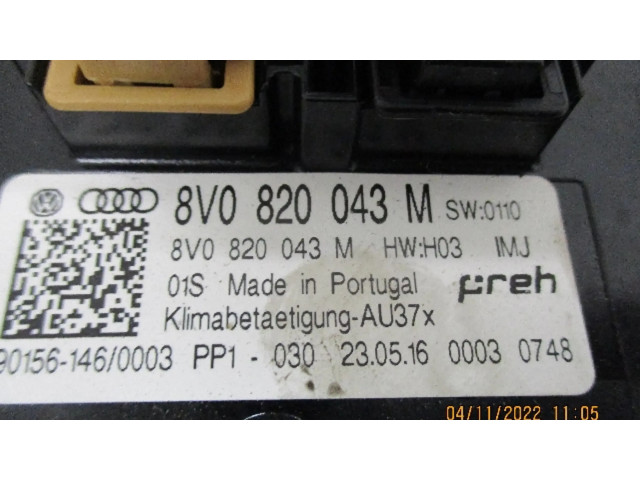 8V0 820 043 M SW:0110
8V0 820 043 M HW:H03 IMJ
01S Made in Portugal preh
Klimabetaetigung-AU37x
90156-146/0003 PP1 - 030 23.05.16 0003 0748
04/11/2022 11:05